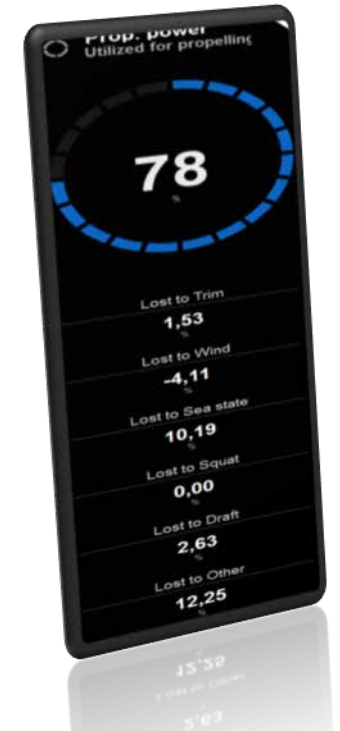 Prop. power
Utilized for propelling
78
%
Lost to Trim
1,53
%
Lost to Wind
-4,11
%
Lost to Sea state
10,19
%
Lost to Squat
0,00
%
Lost to Draft
2,63
%
Lost to Other
12,25
%